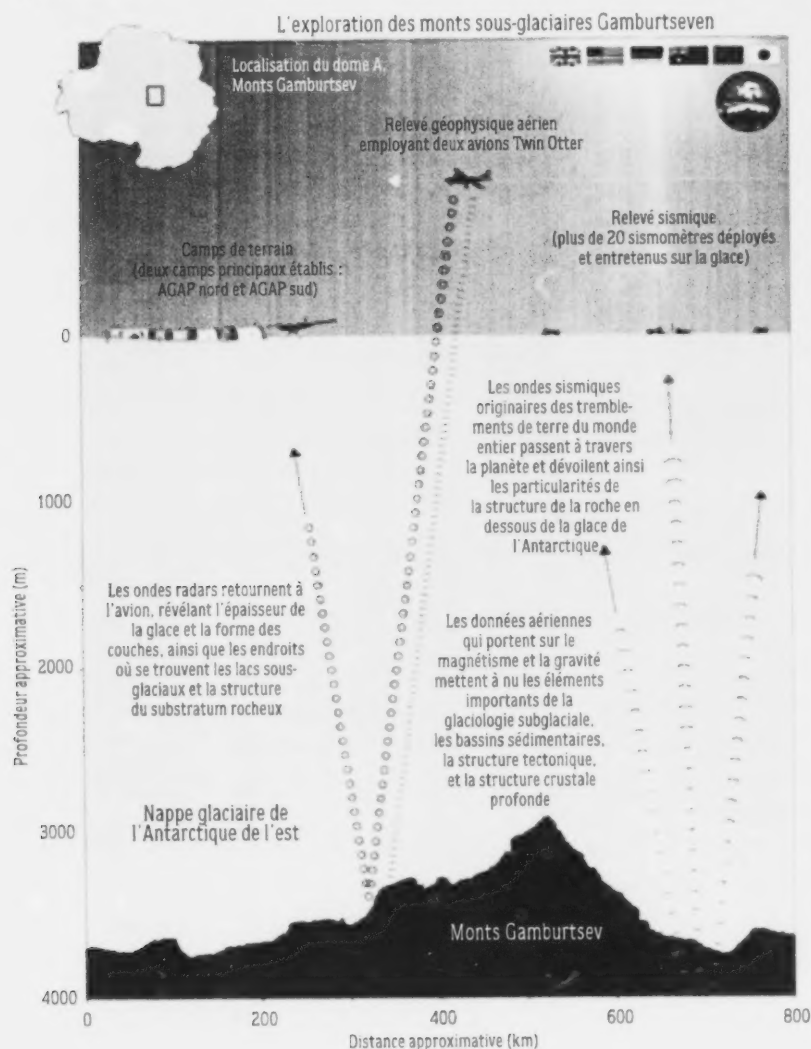 L'exploration des monts sous-glaciaires Gamburtseven
Localisation du dome A,
Monts Gamburtsev
Relevé géophysique aérien
employant deux avions Twin Otter
Relevé sismique
(plus de 20 sismomètres déployés
et entretenus sur la glace)
Camps de terrain
(deux camps principaux établis :
AGAP nord et AGAP sud)
0
Les ondes sismiques
originaires des tremble-
ments de terre du monde
entier passent à travers
la planète et dévoilent ainsi
les particularités de
la structure de la roche en
dessous de la glace de
l'Antarctique
1000
Les ondes radars retournent à
l'avion, révélant l'épaisseur de
la glace et la forme des
couches, ainsi que les endroits
où se trouvent les lacs sous-
glaciaux et la structure
du substratum rocheux
Les données aériennes
qui portent sur le
magnétisme et la gravité
mettent à nu les éléments
importants de la
glaciologie subglaciale,
les bassins sédimentaires,
la structure tectonique,
et la structure crustale
profonde
2000
Profondeur approximative (m)
Nappe glaciaire de
l'Antarctique de l'est
3000
Monts Gamburtsev
4000
0 200 400 600 800
Distance approximative (km)